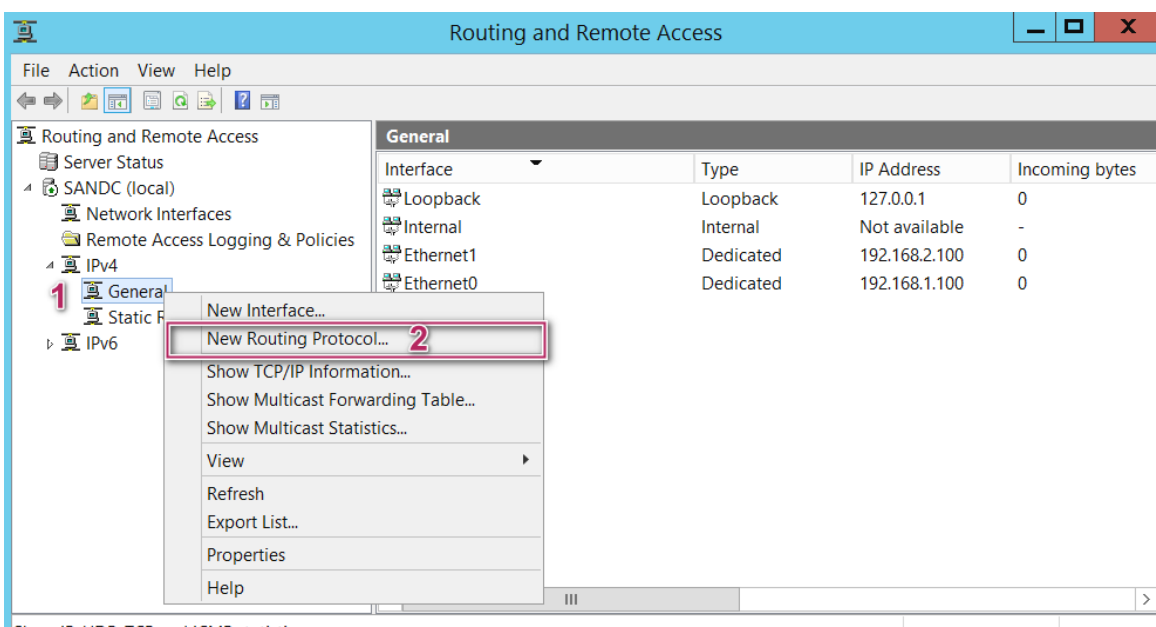 Routing and Remote Access
File Action View Help
Routing and Remote Access
Server Status
SANDC (local)
Network Interfaces
Remote Access Logging & Policies
IPv4
1 General
Static R
IPv6
General
Interface Type IP Address Incoming bytes
Loopback Loopback 127.0.0.1 0
Internal Internal Not available -
Ethernet1 Dedicated 192.168.2.100 0
Ethernet0 Dedicated 192.168.1.100 0
New Interface...
New Routing Protocol... 2
Show TCP/IP Information...
Show Multicast Forwarding Table...
Show Multicast Statistics...
View
Refresh
Export List...
Properties
Help